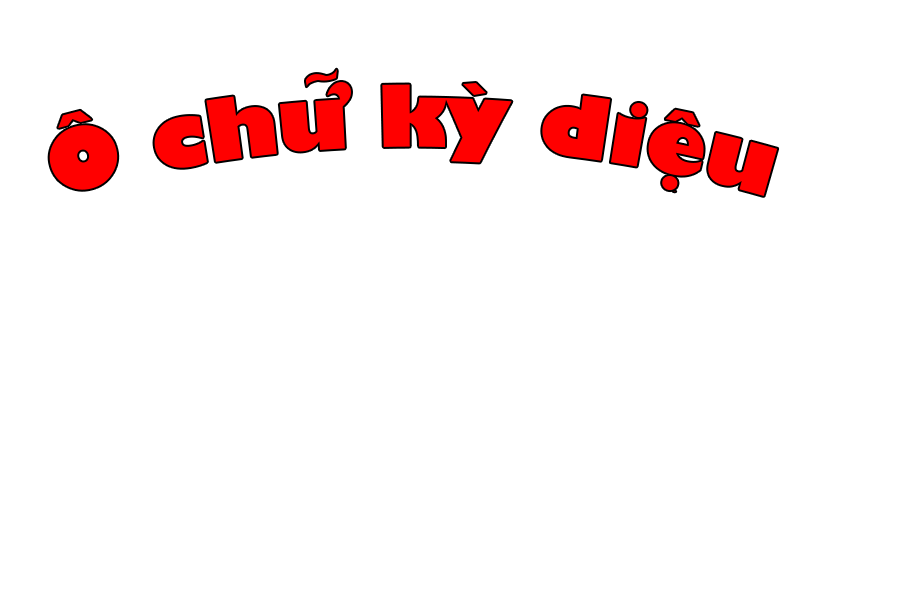 Ô chữ kỳ diệu